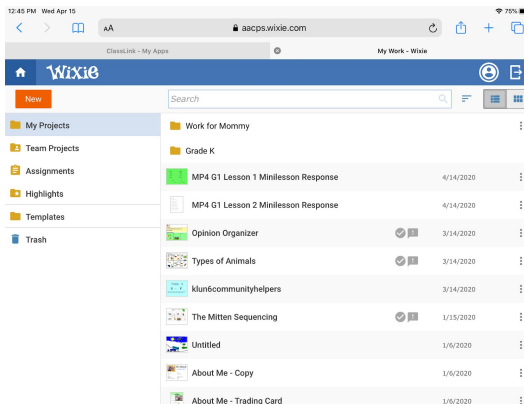 12:45 PM Wed Apr 15
75%
AA
aacps.wixie.com
ClassLink - My Apps
My Work - Wixie
Wixie
New
Search
My Projects
Team Projects
Assignments
Highlights
Templates
Trash
Work for Mommy
Grade K
MP4 G1 Lesson 1 Minilesson Response 4/14/2020
MP4 G1 Lesson 2 Minilesson Response 4/14/2020
Opinion Organizer 3/14/2020
Types of Animals 3/14/2020
klun6communityhelpers 3/14/2020
The Mitten Sequencing 1/15/2020
Untitled 1/6/2020
About Me - Copy 1/6/2020
About Me - Trading Card 1/6/2020